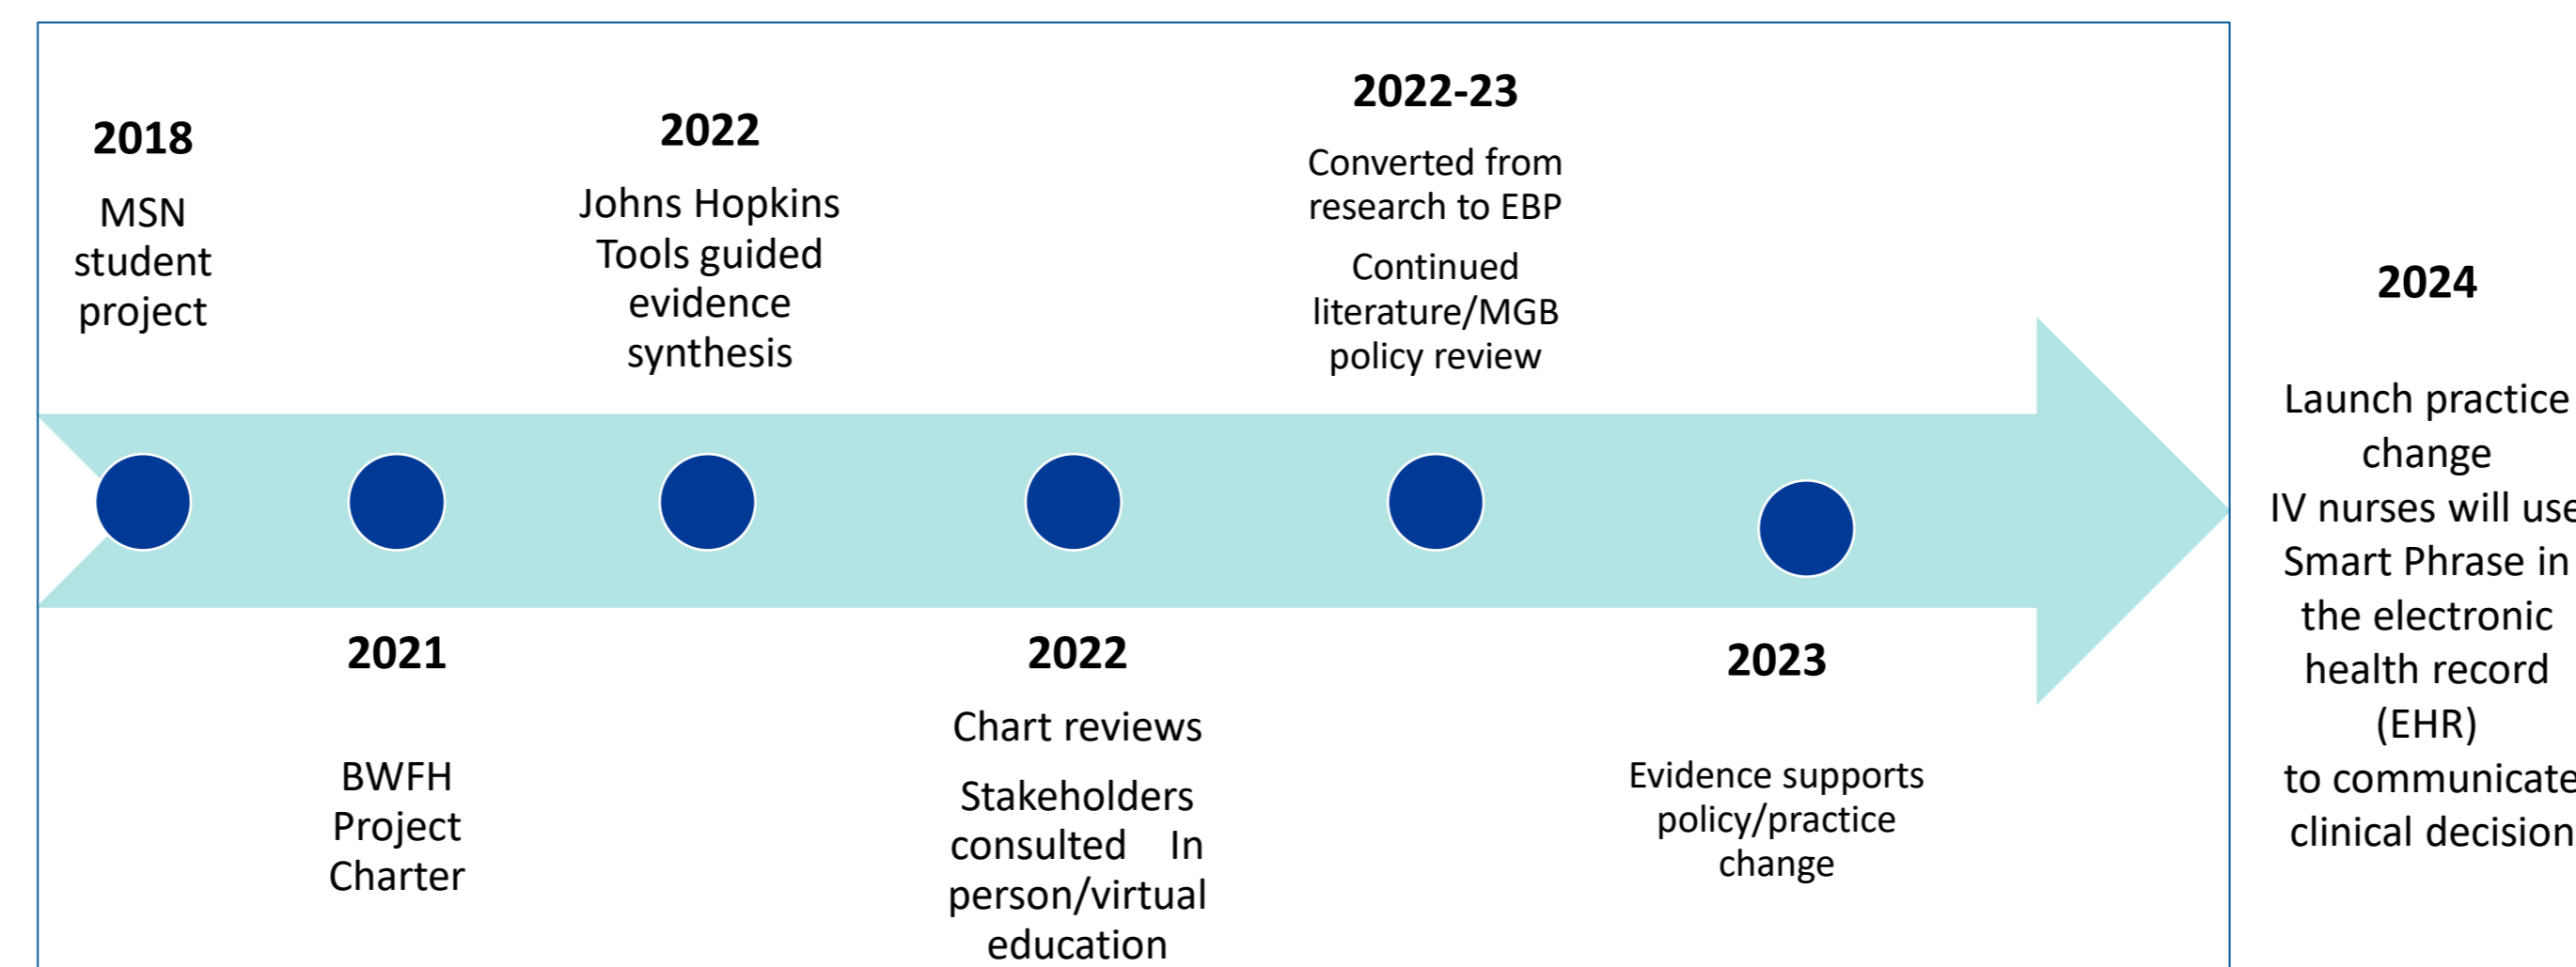 2018
MSN
student
project
2021
BWFH
Project
Charter
2022
Johns Hopkins
Tools guided
evidence
synthesis
2022
Chart reviews
Stakeholders
consulted In
person/virtual
education
2022-23
Converted from
research to EBP
Continued
literature/MGB
policy review
2023
Evidence supports
policy/practice
change
2024
Launch practice
change
IV nurses will use
Smart Phrase in
the electronic
health record
(EHR)
to communicate
clinical decision